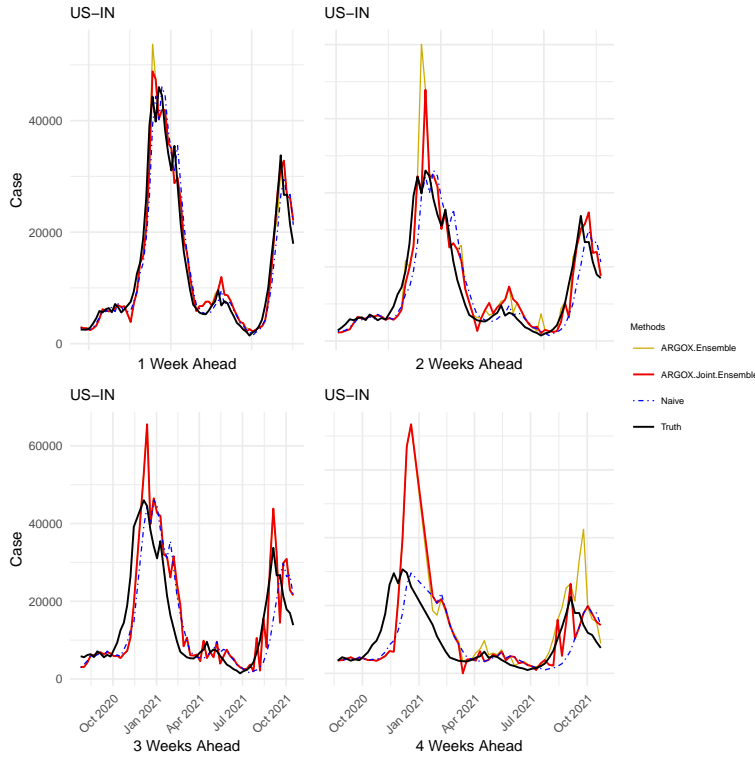 US−IN
US−IN
Case
40000
20000
0
1 Week Ahead
2 Weeks Ahead
Methods
ARGOX.Ensemble
ARGOX.Joint.Ensemble
Naive
Truth
US−IN
US−IN
Case
60000
40000
20000
0
Oct 2020
Jan 2021
Apr 2021
Jul 2021
Oct 2021
Oct 2020
Jan 2021
Apr 2021
Jul 2021
Oct 2021
3 Weeks Ahead
4 Weeks Ahead